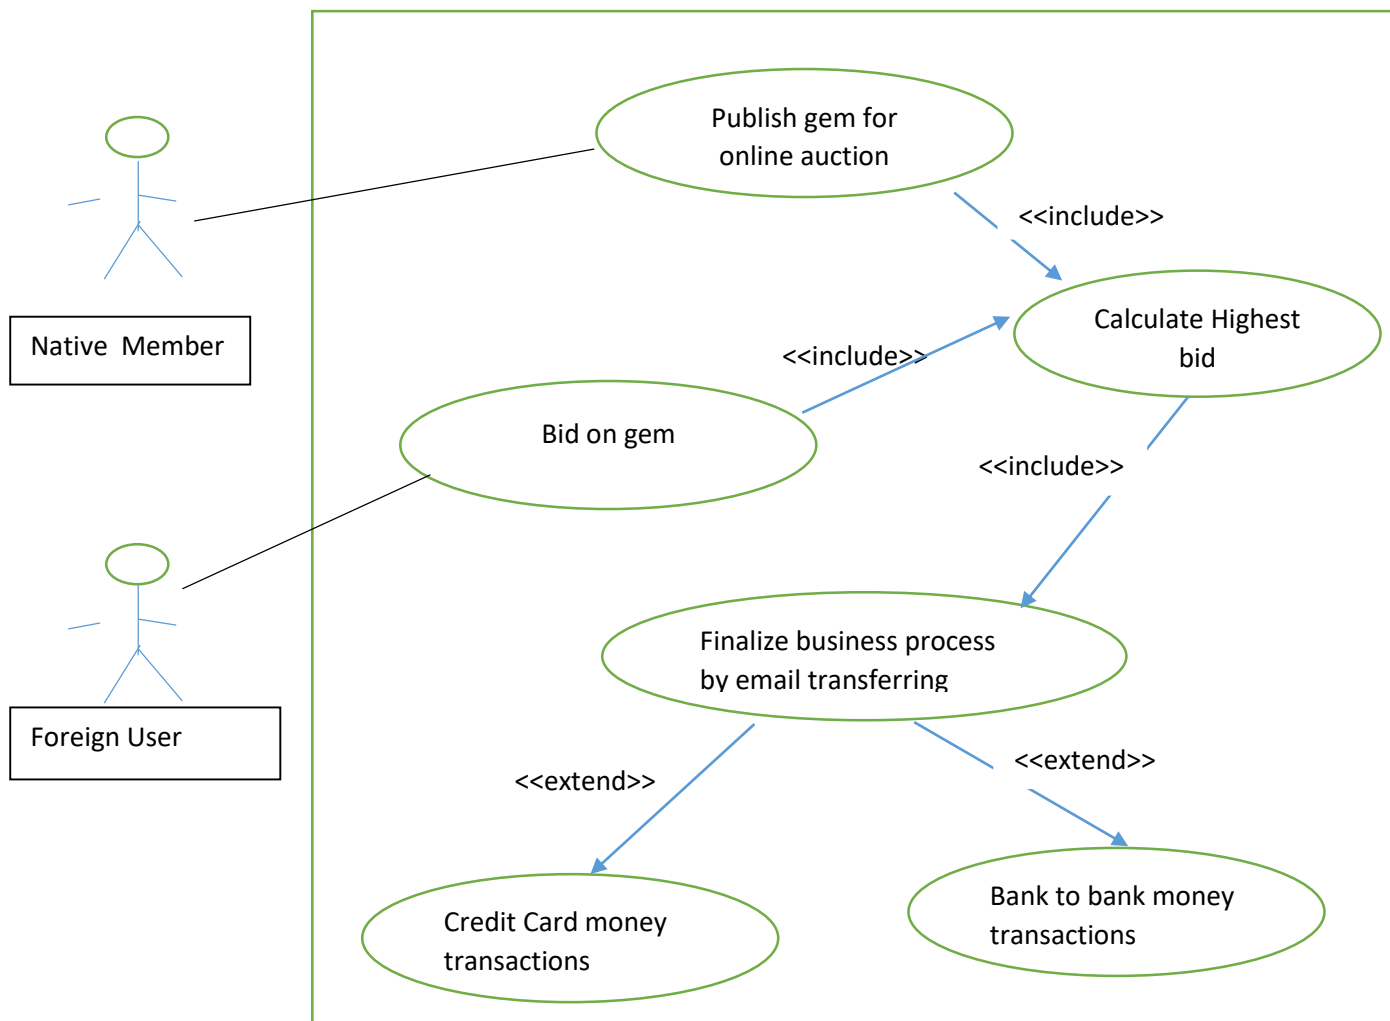 Publish gem for
online auction
<<include>>
Native  Member
Calculate Highest
bid
<<include>>
Bid on gem
<<include>>
Finalize business process
by email transferring
Foreign User
<<extend>>
<<extend>>
Credit Card money
transactions
Bank to bank money
transactions